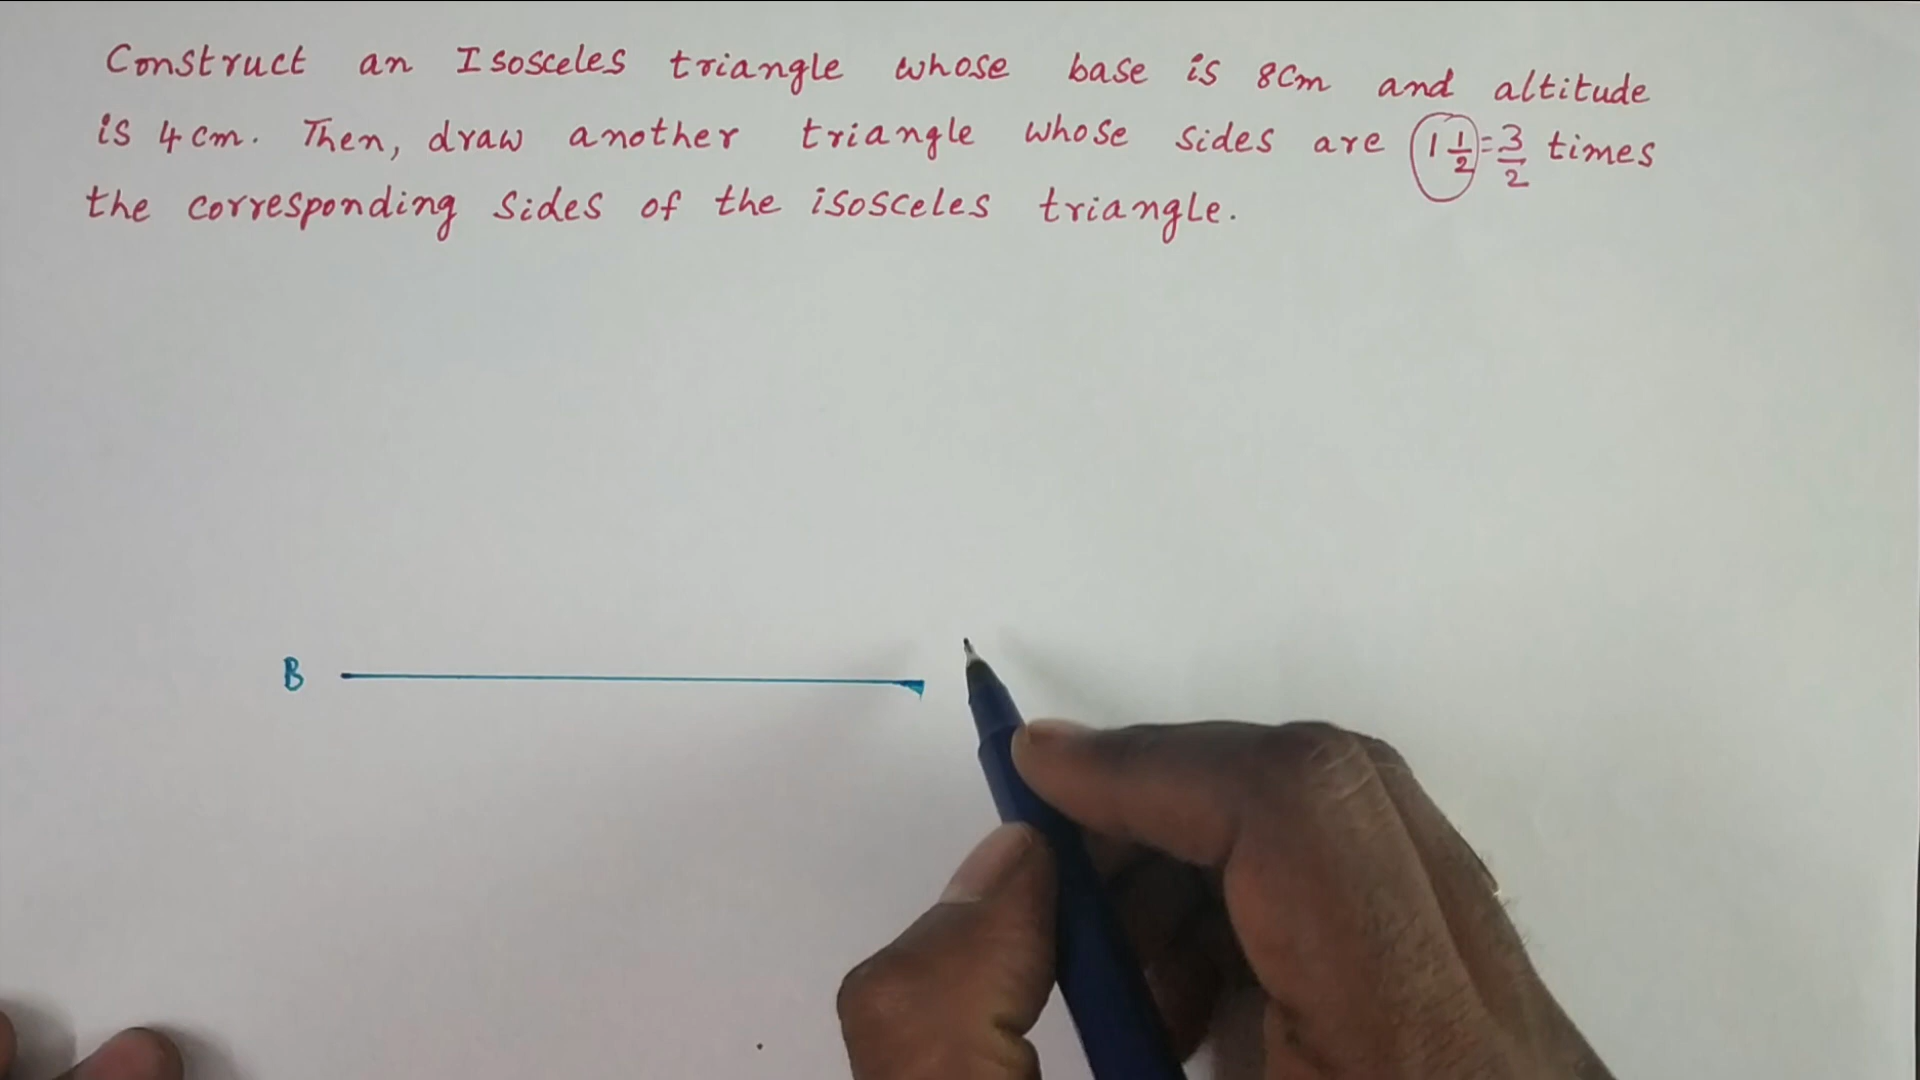 Construct an Isosceles triangle whose base is 8cm and altitude
is 4cm. Then, draw another triangle whose sides are 1 1/2 = 3/2 times
the corresponding sides of the isosceles triangle.
B